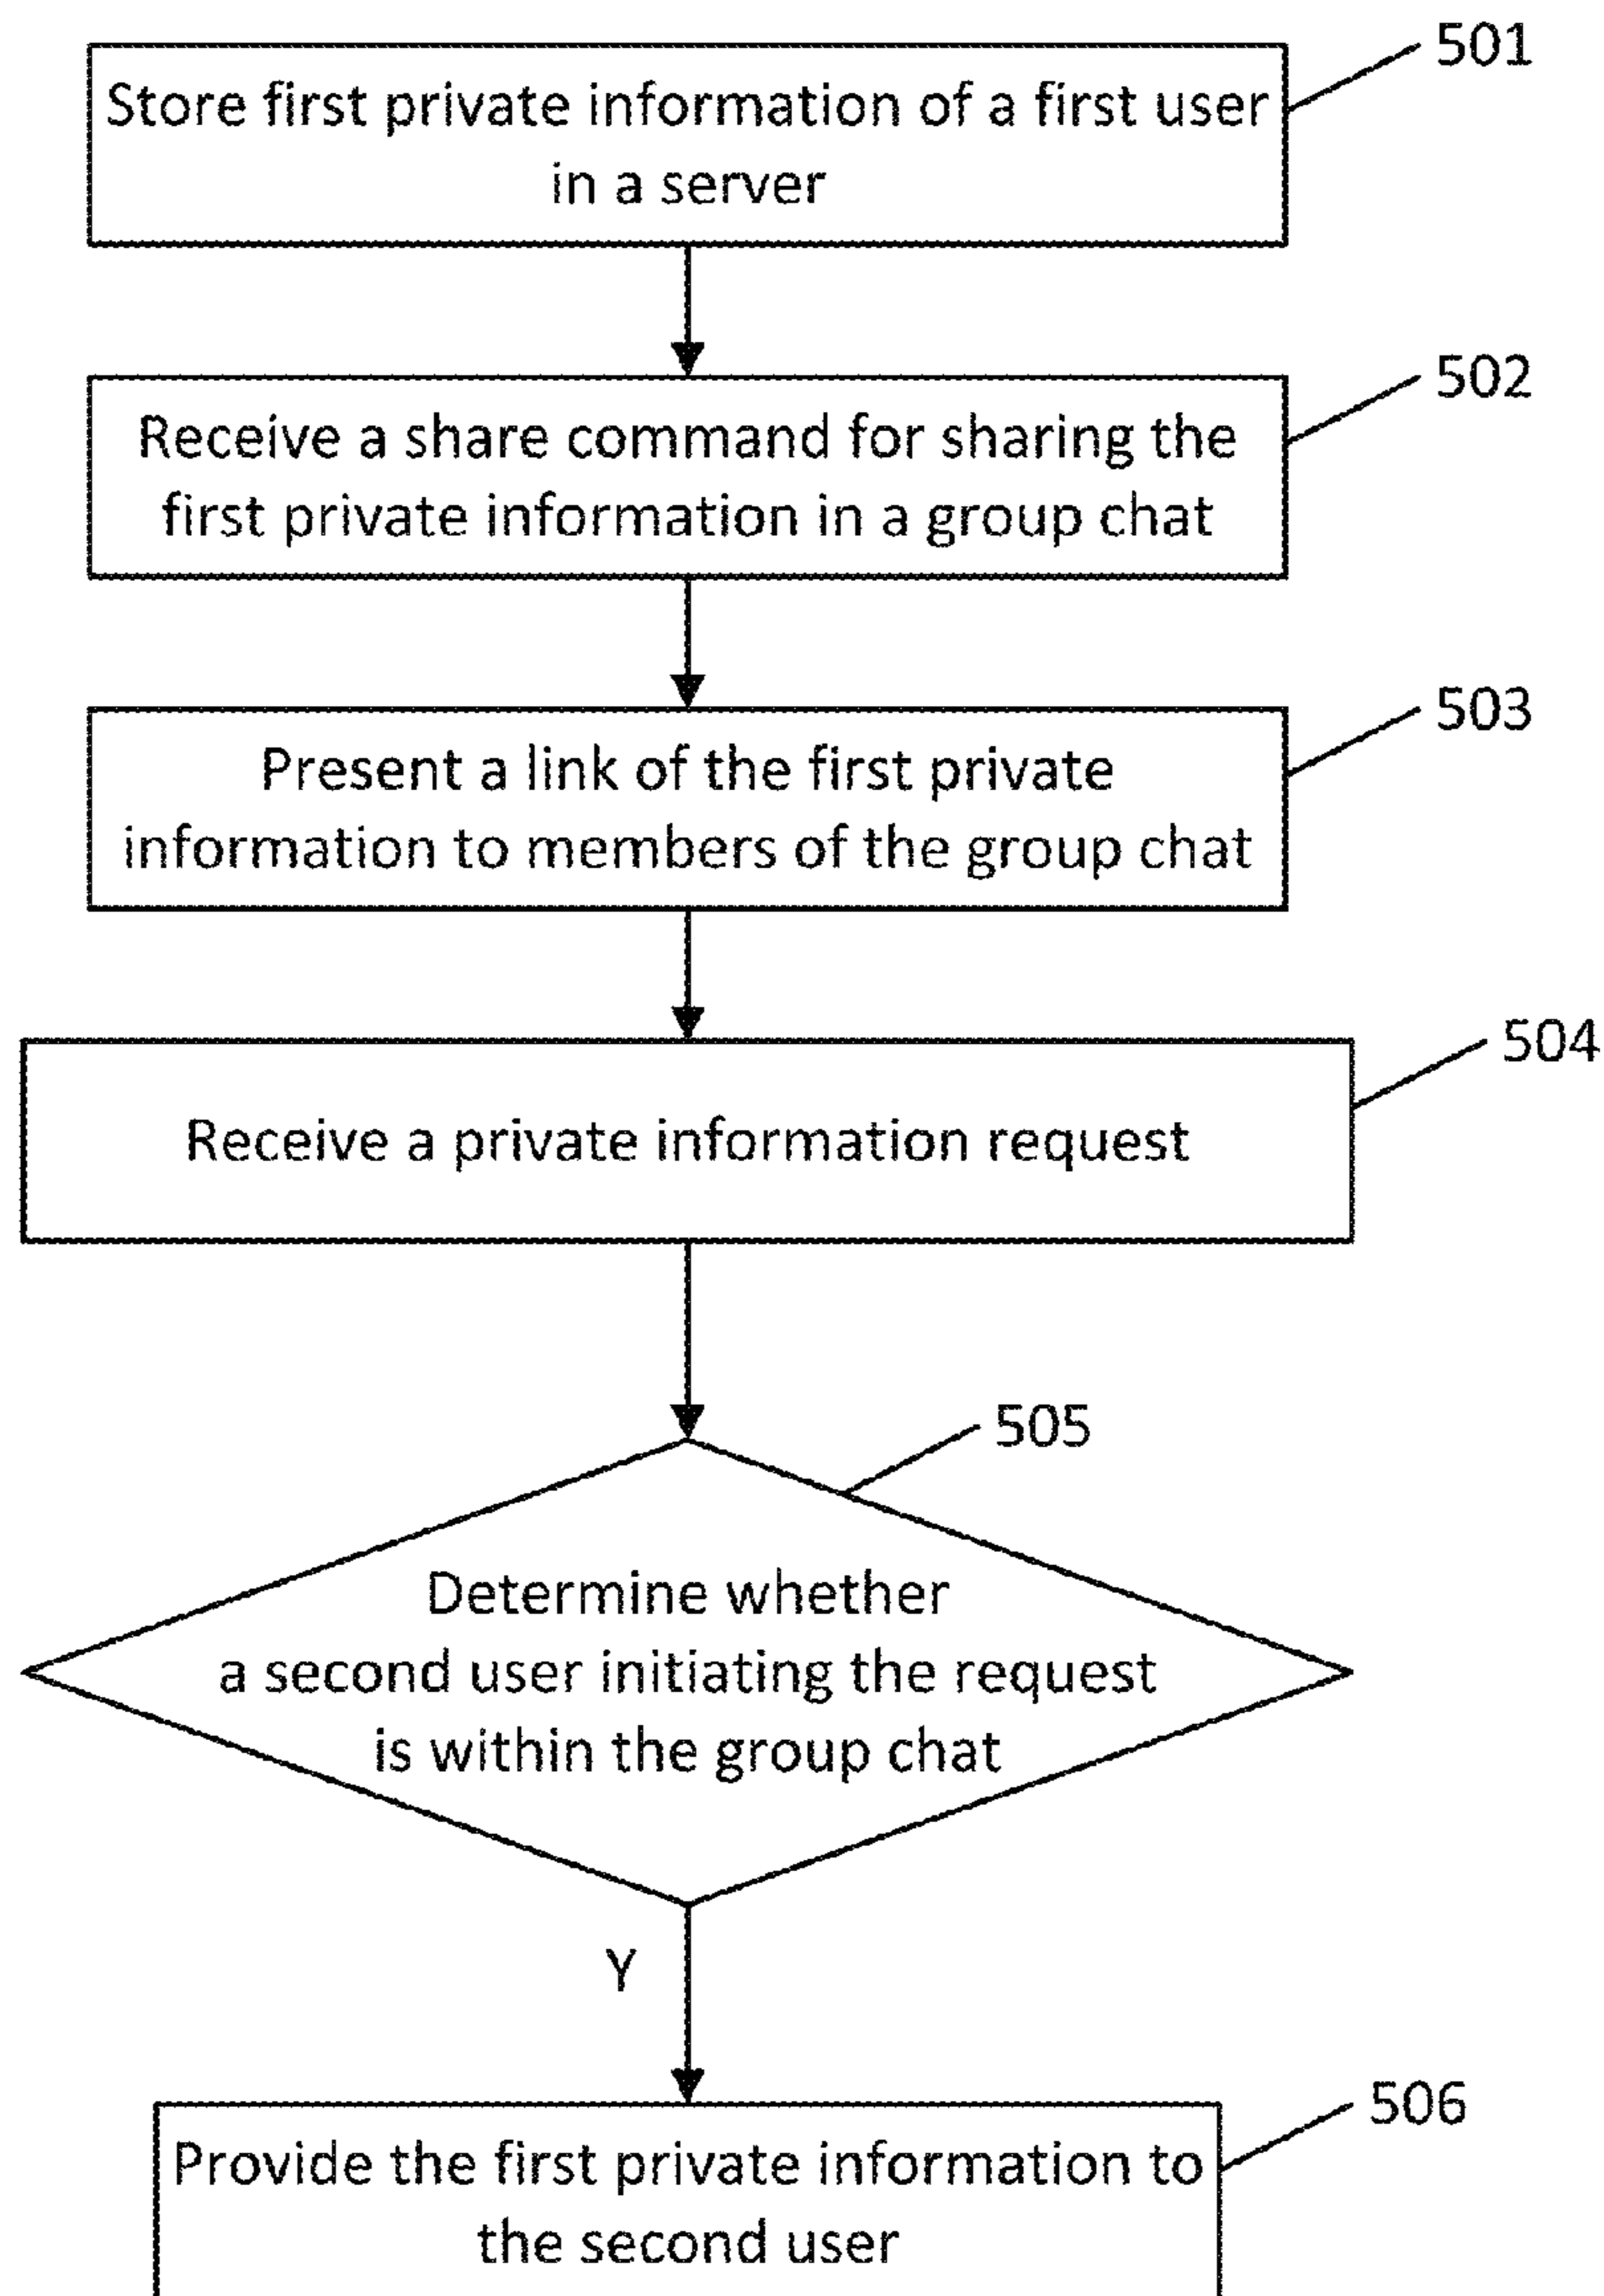 501
Store first private information of a first user
in a server
502
Receive a share command for sharing the
first private information in a group chat
503
Present a link of the first private
information to members of the group chat
504
Receive a private information request
505
Determine whether
a second user initiating the request
is within the group chat
Y
506
Provide the first private information to
the second user